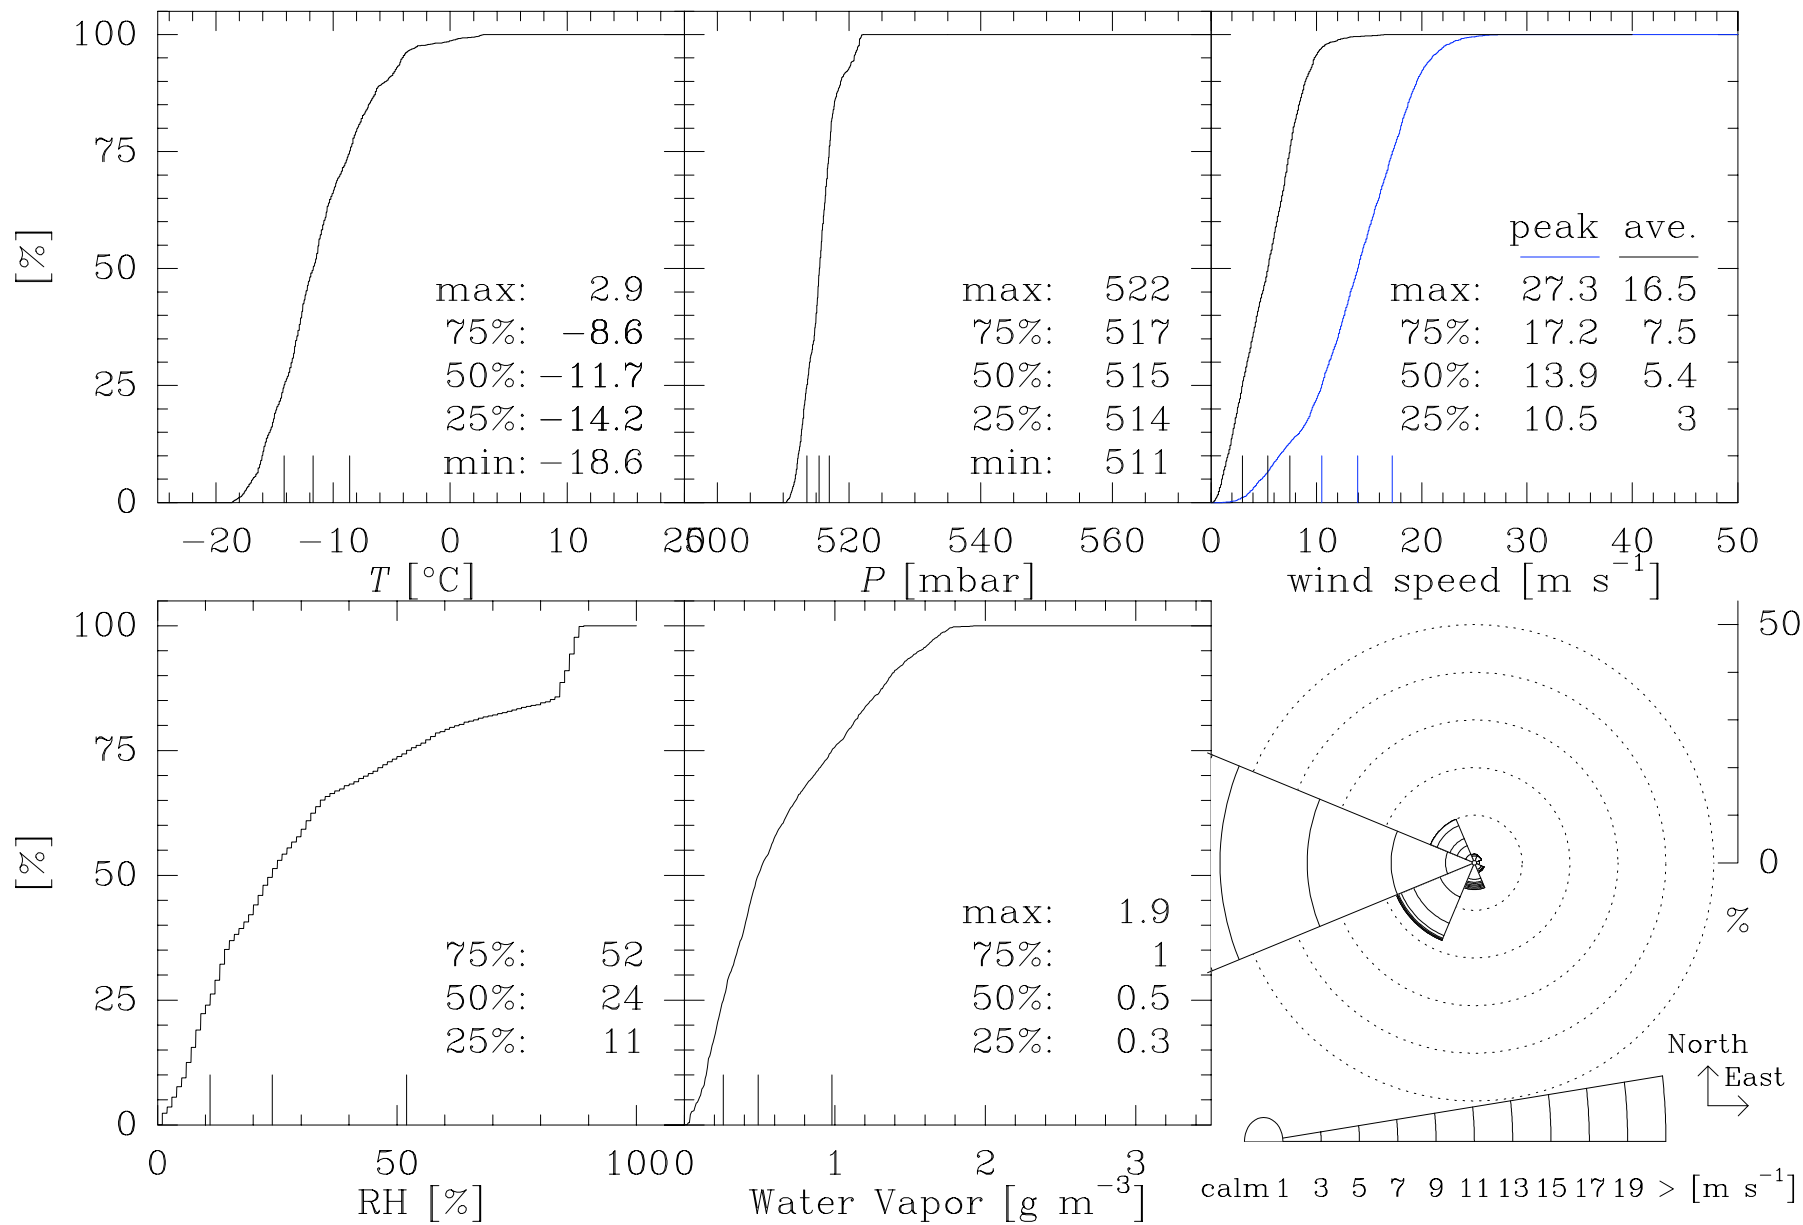 100
75
50
25
0
[%]
max: 2.9
75%: −8.6
50%: −11.7
25%: −14.2
min: −18.6
−20 −10 0 10 20
T [°C]
max: 522
75%: 517
50%: 515
25%: 514
min: 511
500 520 540 560
P [mbar]
peak ave.
max: 27.3 16.5
75%: 17.2 7.5
50%: 13.9 5.4
25%: 10.5 3
0 10 20 30 40 50
wind speed [m s−1]
100
75
50
25
0
[%]
75%: 52
50%: 24
25%: 11
0 50 100
RH [%]
max: 1.9
75%: 1
50%: 0.5
25%: 0.3
0 1 2 3
Water Vapor [g m−3]
50
0
%
North
East
calm 1 3 5 7 9 11 13 15 17 19 > [m s−1]